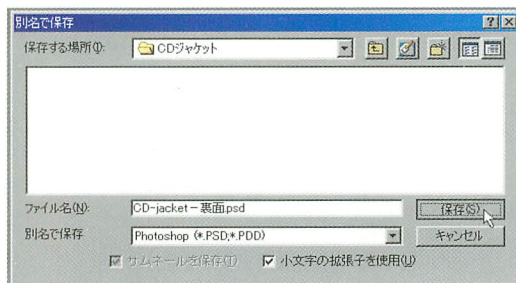 別名で保存
保存する場所(I): CDジャケット
ファイル名(N): CD-jacket－裏面.psd 保存(S)
別名で保存 Photoshop (*.PSD,*.PDD) キャンセル
サムネールを保存(T) 小文字の拡張子を使用(U)